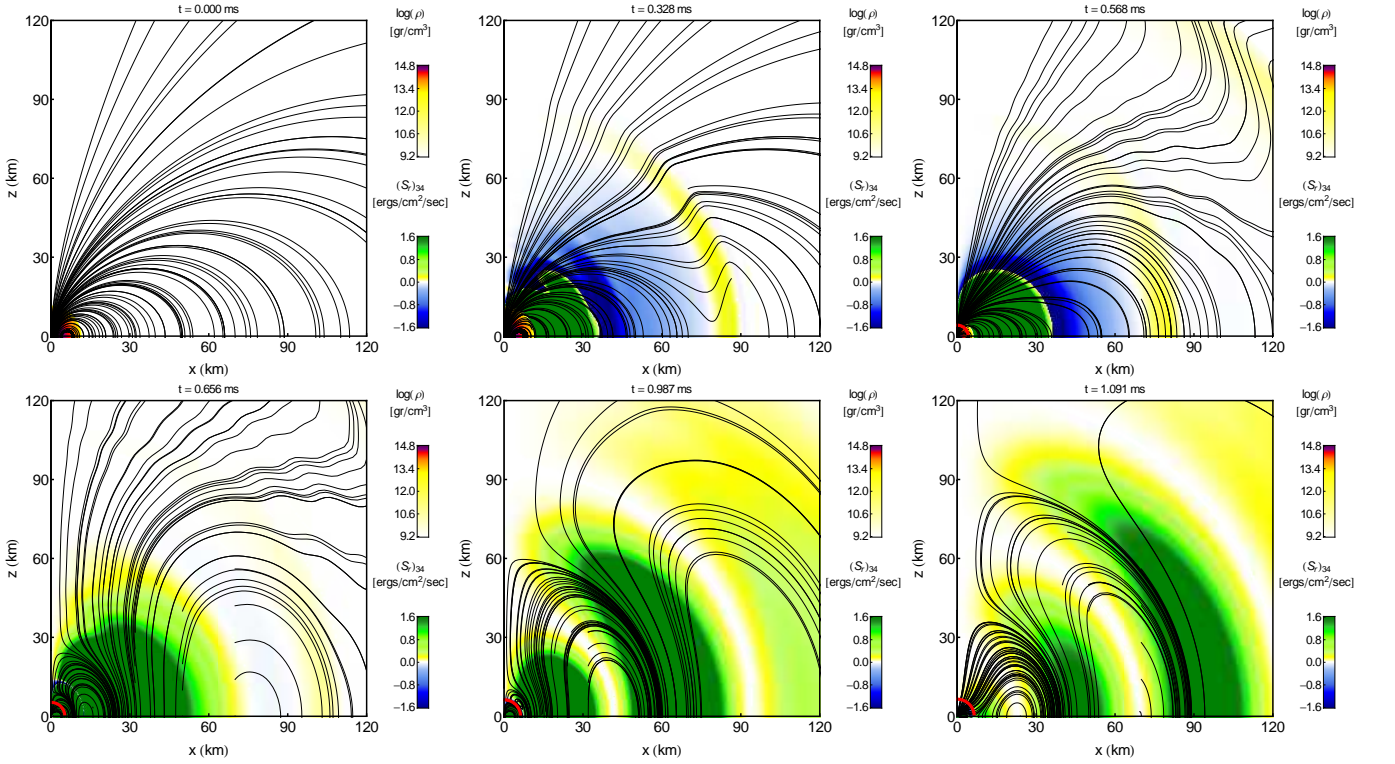 t = 0.000 ms
120
90
60
30
0
0 30 60 90 120
x (km)
z (km)
log(ρ)
[gr/cm³]
14.8
13.4
12.0
10.6
9.2
(Sᵣ)₃₄
[ergs/cm²/sec]
1.6
0.8
0.0
−0.8
−1.6
t = 0.328 ms
120
90
60
30
0
0 30 60 90 120
x (km)
z (km)
log(ρ)
[gr/cm³]
14.8
13.4
12.0
10.6
9.2
(Sᵣ)₃₄
[ergs/cm²/sec]
1.6
0.8
0.0
−0.8
−1.6
t = 0.568 ms
120
90
60
30
0
0 30 60 90 120
x (km)
z (km)
log(ρ)
[gr/cm³]
14.8
13.4
12.0
10.6
9.2
(Sᵣ)₃₄
[ergs/cm²/sec]
1.6
0.8
0.0
−0.8
−1.6
t = 0.656 ms
120
90
60
30
0
0 30 60 90 120
x (km)
z (km)
log(ρ)
[gr/cm³]
14.8
13.4
12.0
10.6
9.2
(Sᵣ)₃₄
[ergs/cm²/sec]
1.6
0.8
0.0
−0.8
−1.6
t = 0.987 ms
120
90
60
30
0
0 30 60 90 120
x (km)
z (km)
log(ρ)
[gr/cm³]
14.8
13.4
12.0
10.6
9.2
(Sᵣ)₃₄
[ergs/cm²/sec]
1.6
0.8
0.0
−0.8
−1.6
t = 1.091 ms
120
90
60
30
0
0 30 60 90 120
x (km)
z (km)
log(ρ)
[gr/cm³]
14.8
13.4
12.0
10.6
9.2
(Sᵣ)₃₄
[ergs/cm²/sec]
1.6
0.8
0.0
−0.8
−1.6